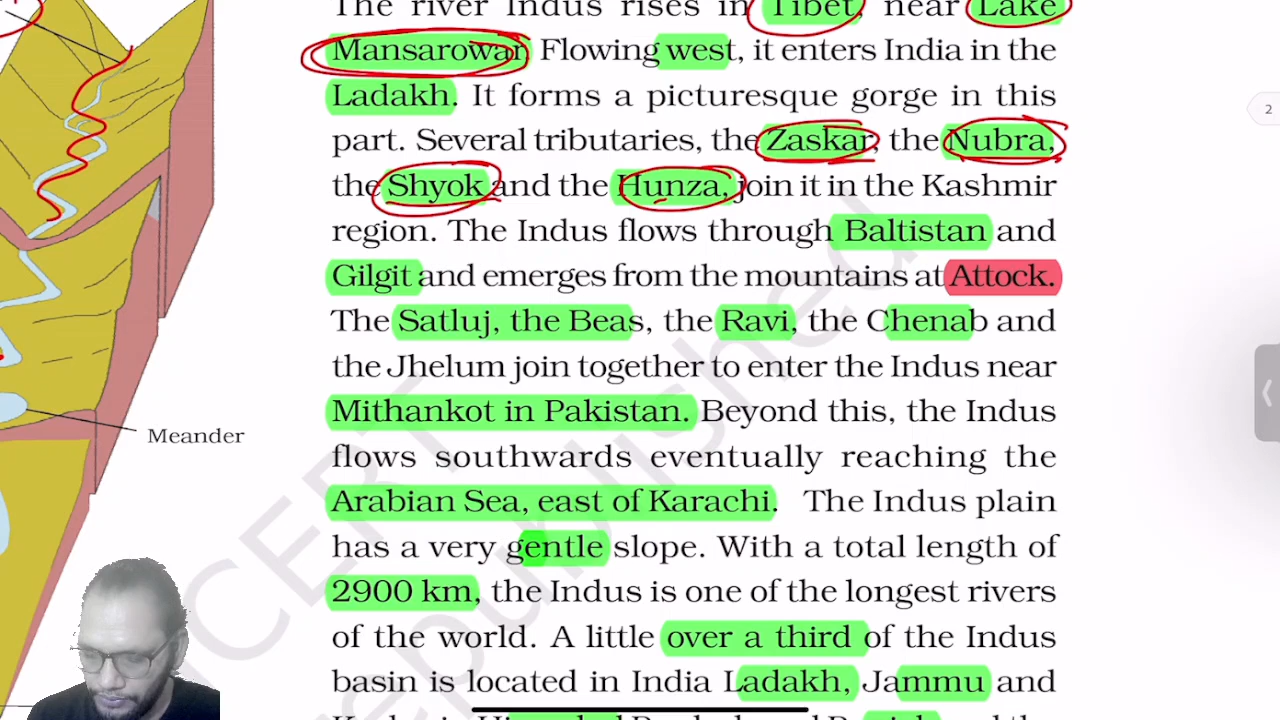 The river Indus rises in Tibet, near Lake
Mansarowar. Flowing west, it enters India in the
Ladakh. It forms a picturesque gorge in this
part. Several tributaries, the Zaskar, the Nubra,
the Shyok and the Hunza, join it in the Kashmir
region. The Indus flows through Baltistan and
Gilgit and emerges from the mountains at Attock.
The Satluj, the Beas, the Ravi, the Chenab and
the Jhelum join together to enter the Indus near
Mithankot in Pakistan. Beyond this, the Indus
flows southwards eventually reaching the
Arabian Sea, east of Karachi. The Indus plain
has a very gentle slope. With a total length of
2900 km, the Indus is one of the longest rivers
of the world. A little over a third of the Indus
basin is located in India Ladakh, Jammu and
Meander
2